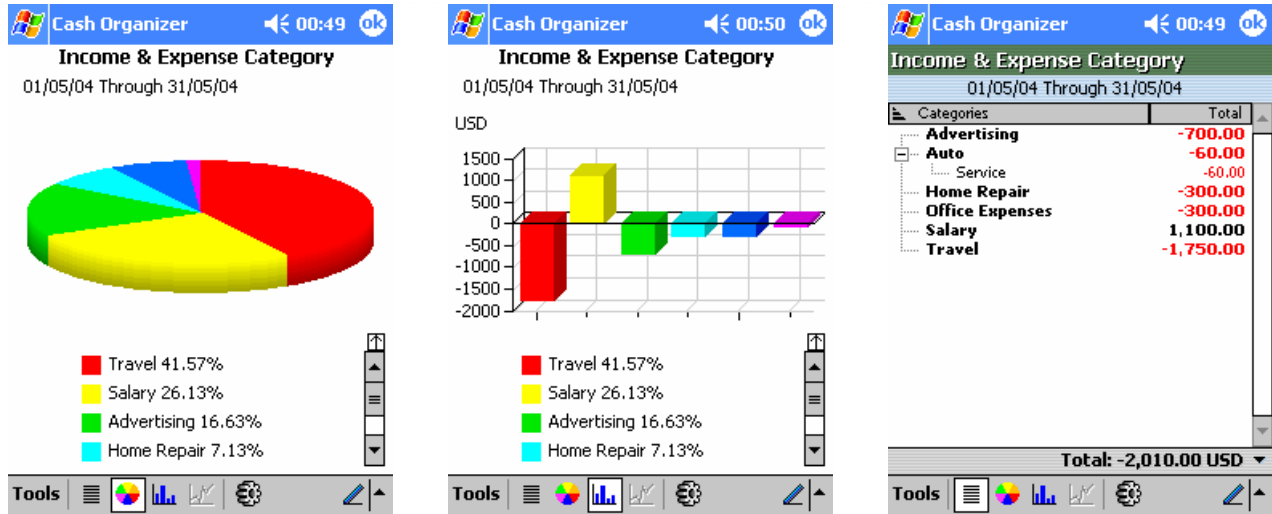 Cash Organizer 00:49 ok
Income & Expense Category
01/05/04 Through 31/05/04
Travel 41.57%
Salary 26.13%
Advertising 16.63%
Home Repair 7.13%
Tools
Cash Organizer 00:50 ok
Income & Expense Category
01/05/04 Through 31/05/04
USD
1500
1000
500
0
-500
-1000
-1500
-2000
Travel 41.57%
Salary 26.13%
Advertising 16.63%
Home Repair 7.13%
Tools
Cash Organizer 00:49 ok
Income & Expense Category
01/05/04 Through 31/05/04
Categories Total
Advertising -700.00
Auto -60.00
Service -60.00
Home Repair -300.00
Office Expenses -300.00
Salary 1,100.00
Travel -1,750.00
Total: -2,010.00 USD
Tools